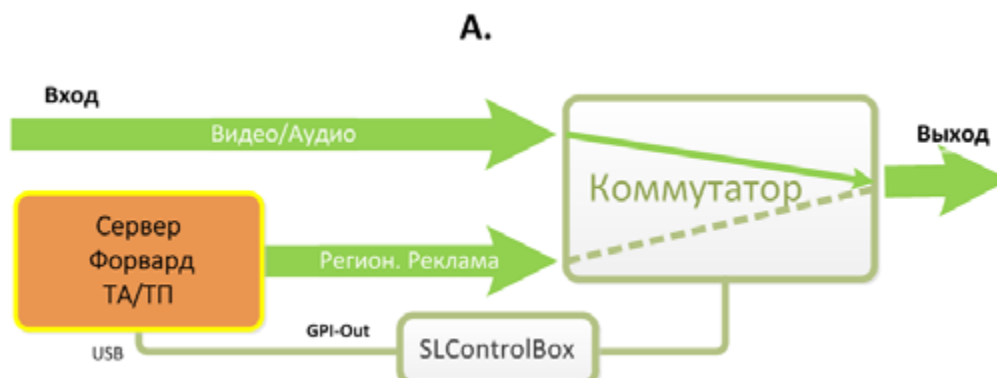 А.
Вход
Видео/Аудио
Коммутатор
Выход
Сервер
Форвард
ТА/ТП
Регион. Реклама
GPI-Out
USB
SLControlBox